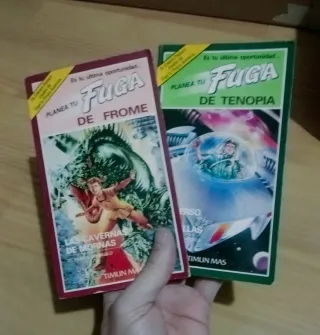 Es tu última oportunidad...
PLANEA TU
FUGA
DE FROME
LAS CAVERNAS
DE MORNAS
TIMUN MAS
Es tu última oportunidad...
PLANEA TU
FUGA
DE TENOPIA
TIMUN MAS